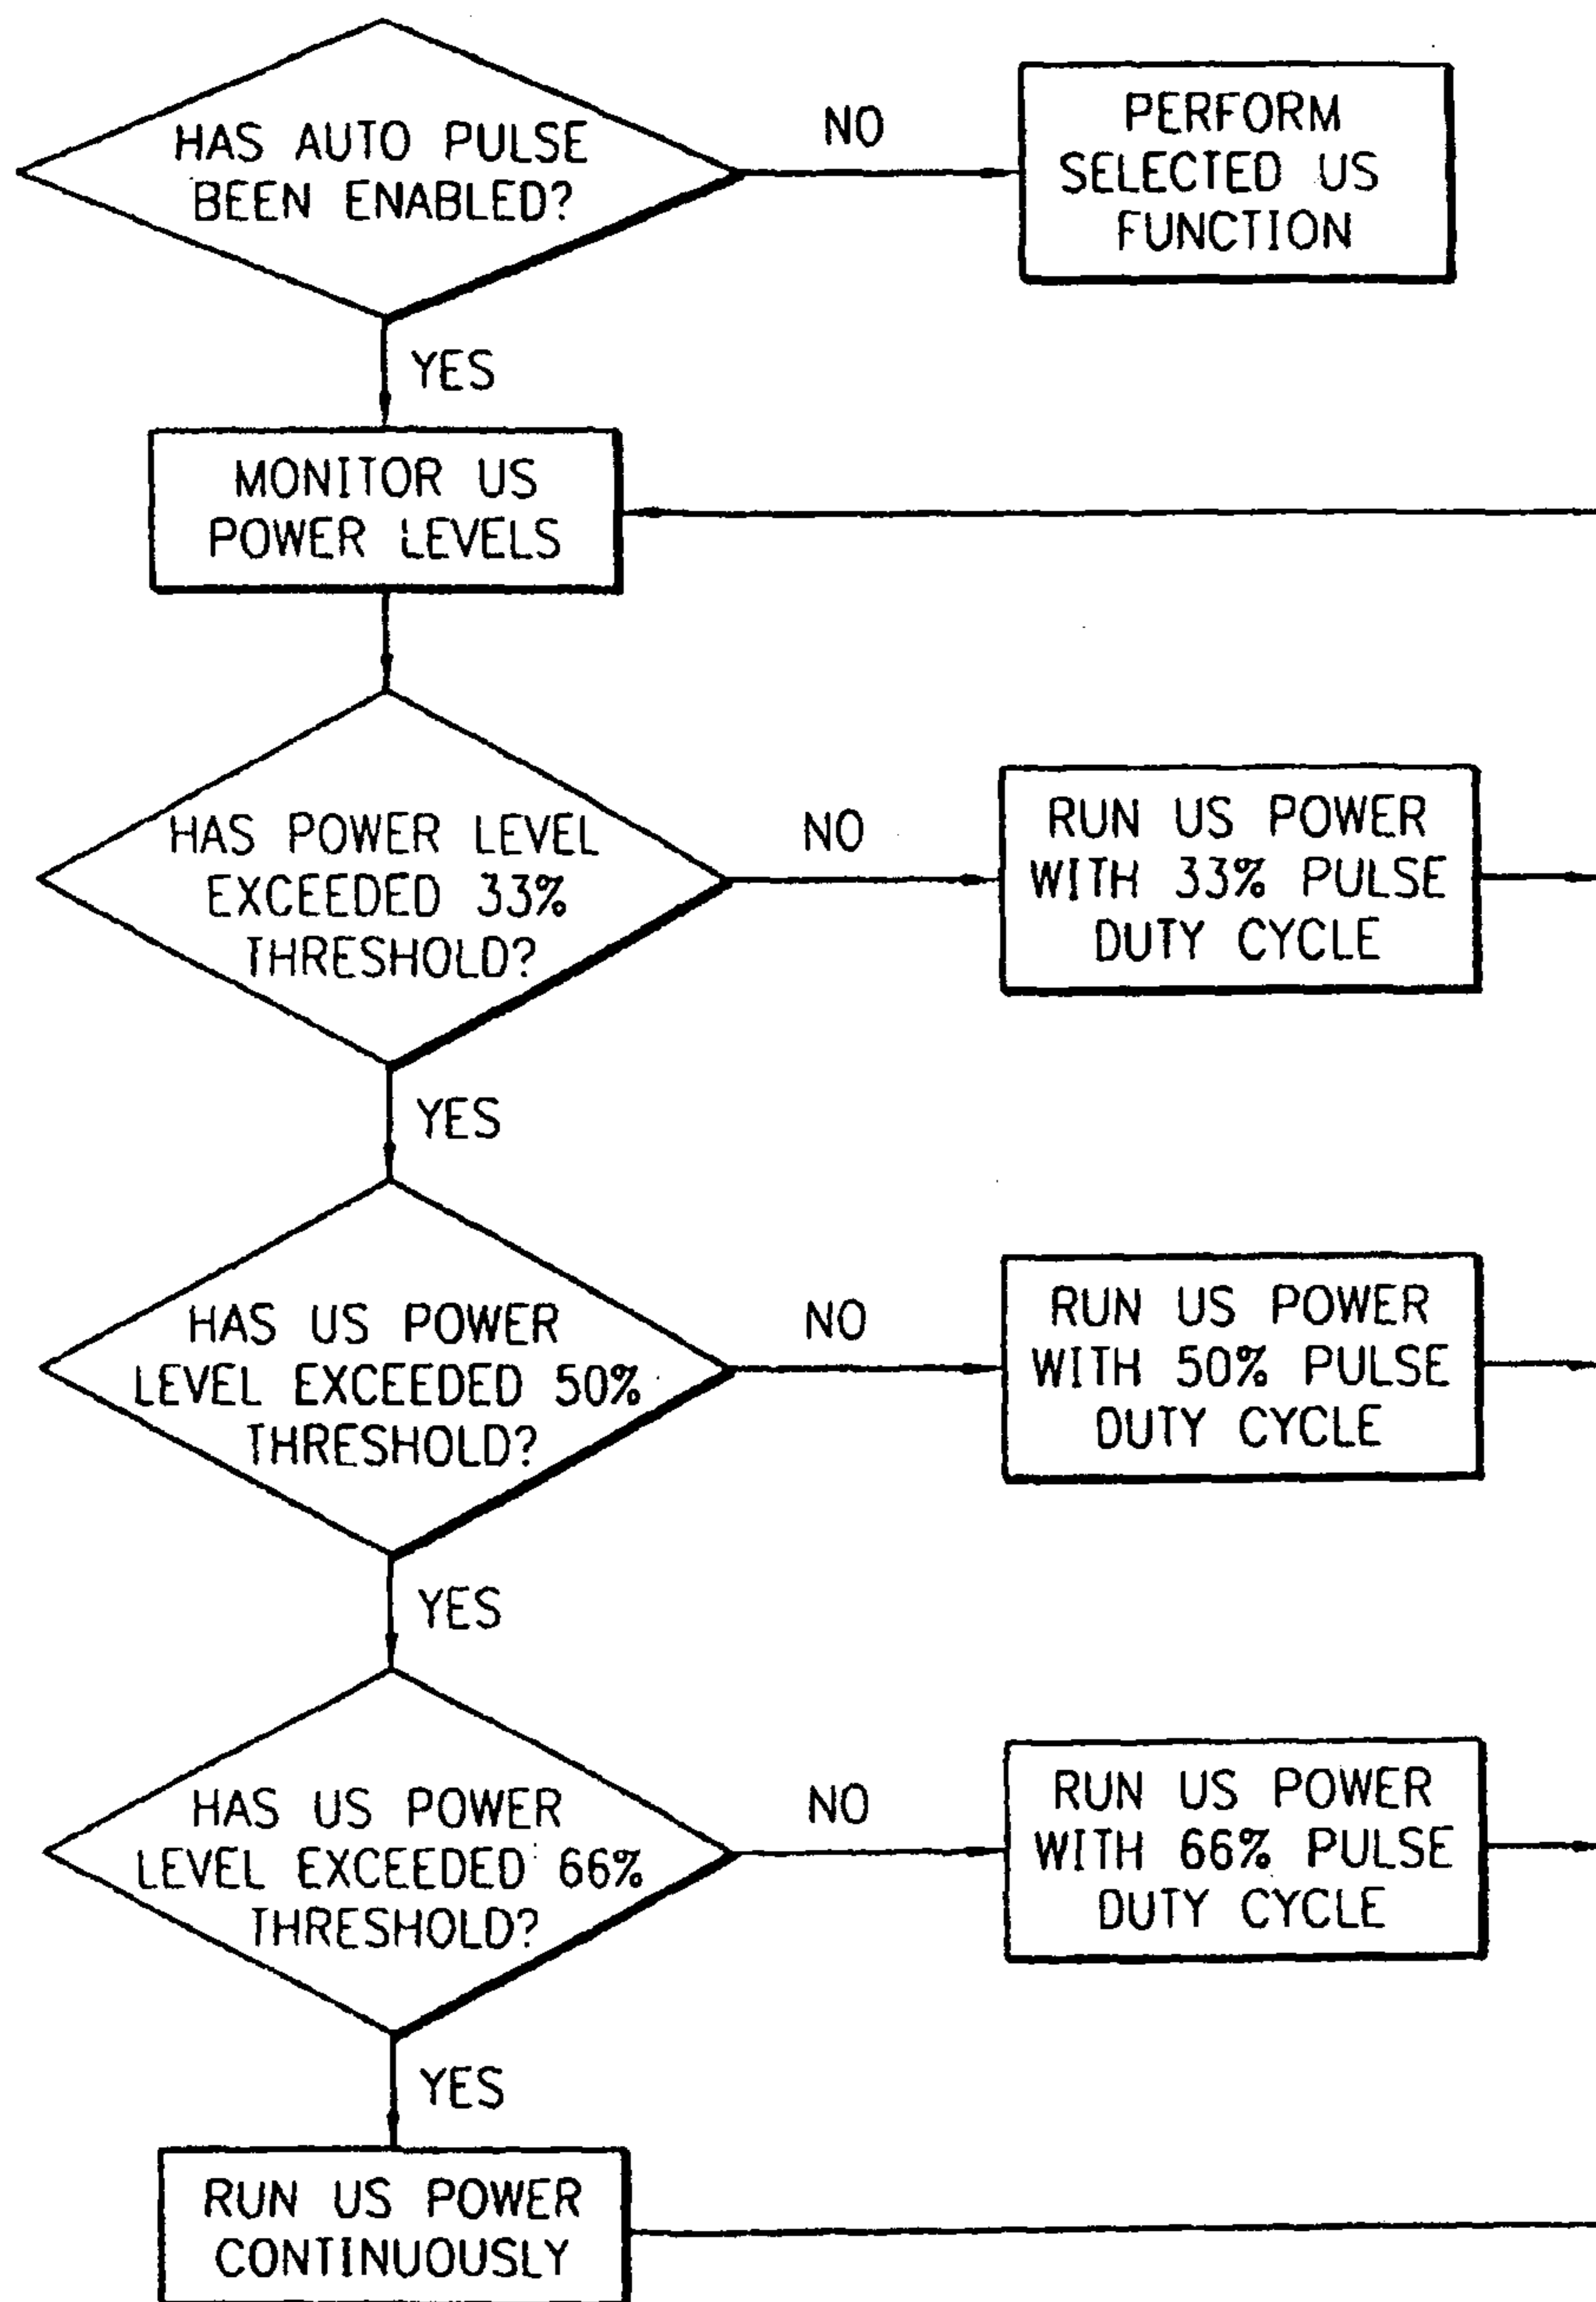 HAS AUTO PULSE
BEEN ENABLED?
NO
PERFORM
SELECTED US
FUNCTION
YES
MONITOR US
POWER LEVELS
HAS POWER LEVEL
EXCEEDED 33%
THRESHOLD?
NO
RUN US POWER
WITH 33% PULSE
DUTY CYCLE
YES
HAS US POWER
LEVEL EXCEEDED 50%
THRESHOLD?
NO
RUN US POWER
WITH 50% PULSE
DUTY CYCLE
YES
HAS US POWER
LEVEL EXCEEDED 66%
THRESHOLD?
NO
RUN US POWER
WITH 66% PULSE
DUTY CYCLE
YES
RUN US POWER
CONTINUOUSLY